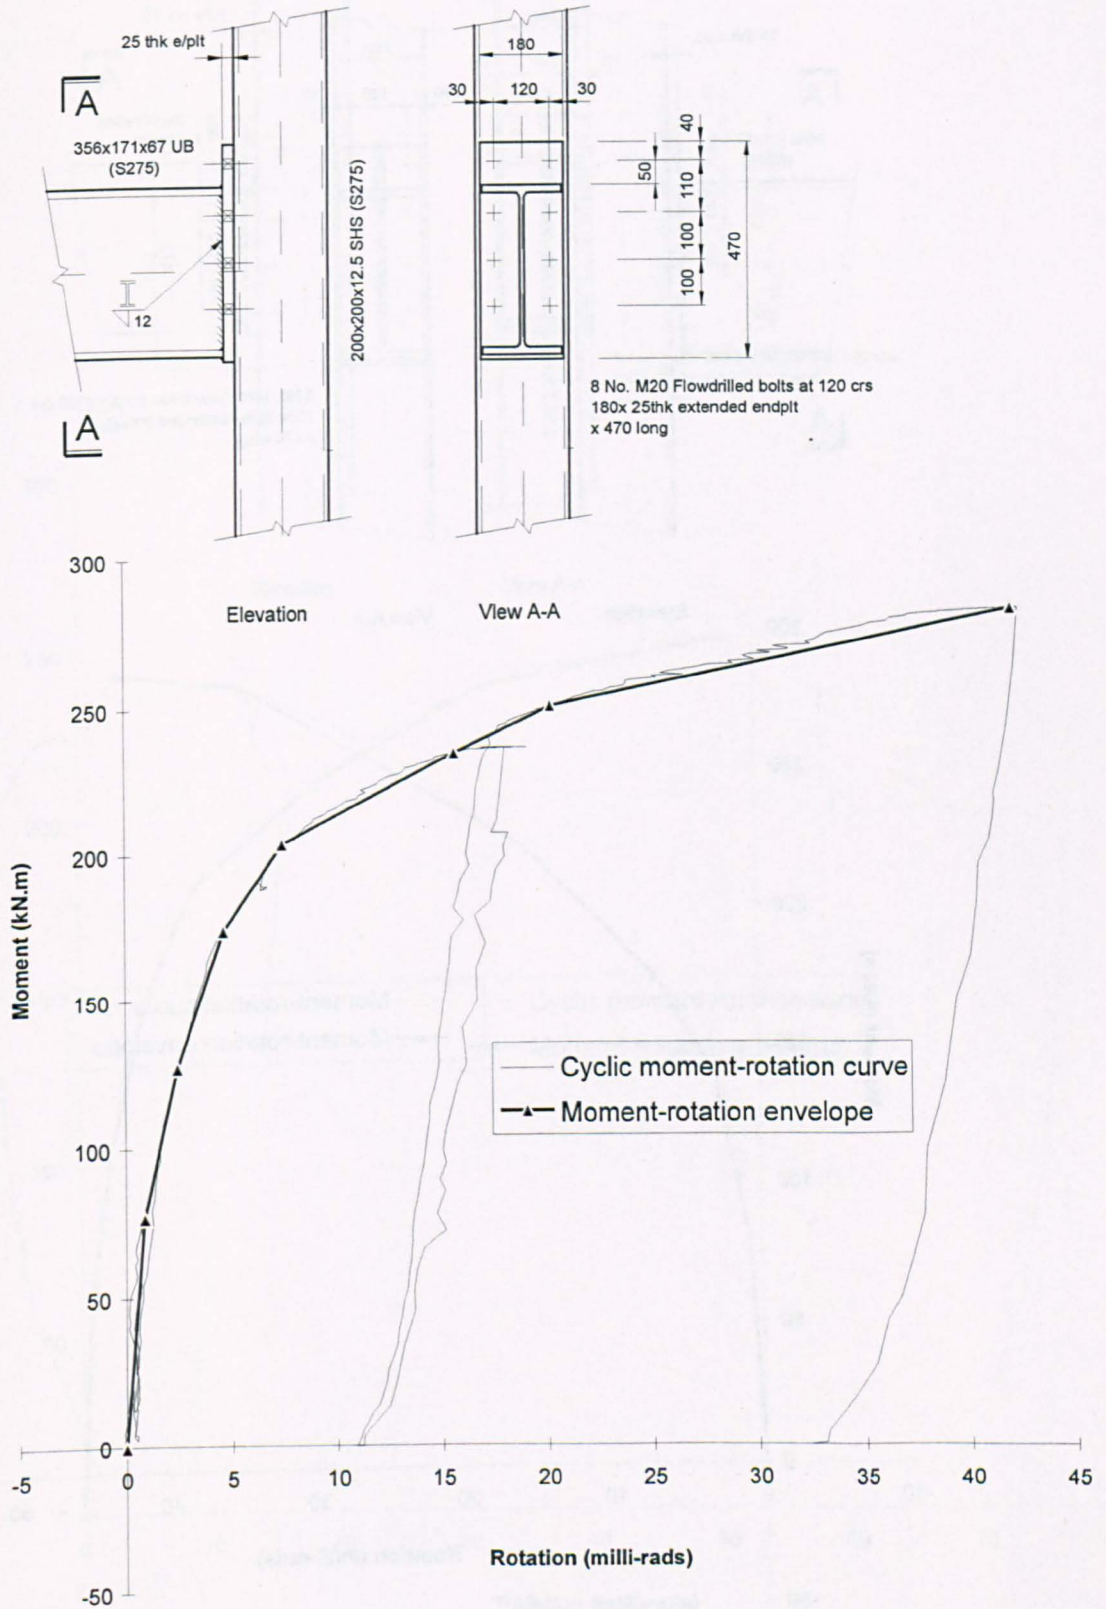 25 thk e/plt
A
356x171x67 UB
(S275)
12
A
200x200x12.5 SHS (S275)
180
30 120 30
40
50
110
100
100
470
8 No. M20 Flowdrilled bolts at 120 crs
180x 25thk extended endplt
x 470 long
Elevation
View A-A
300
250
200
150
100
50
0
-50
Moment (kN.m)
Cyclic moment-rotation curve
Moment-rotation envelope
-5 0 5 10 15 20 25 30 35 40 45
Rotation (milli-rads)